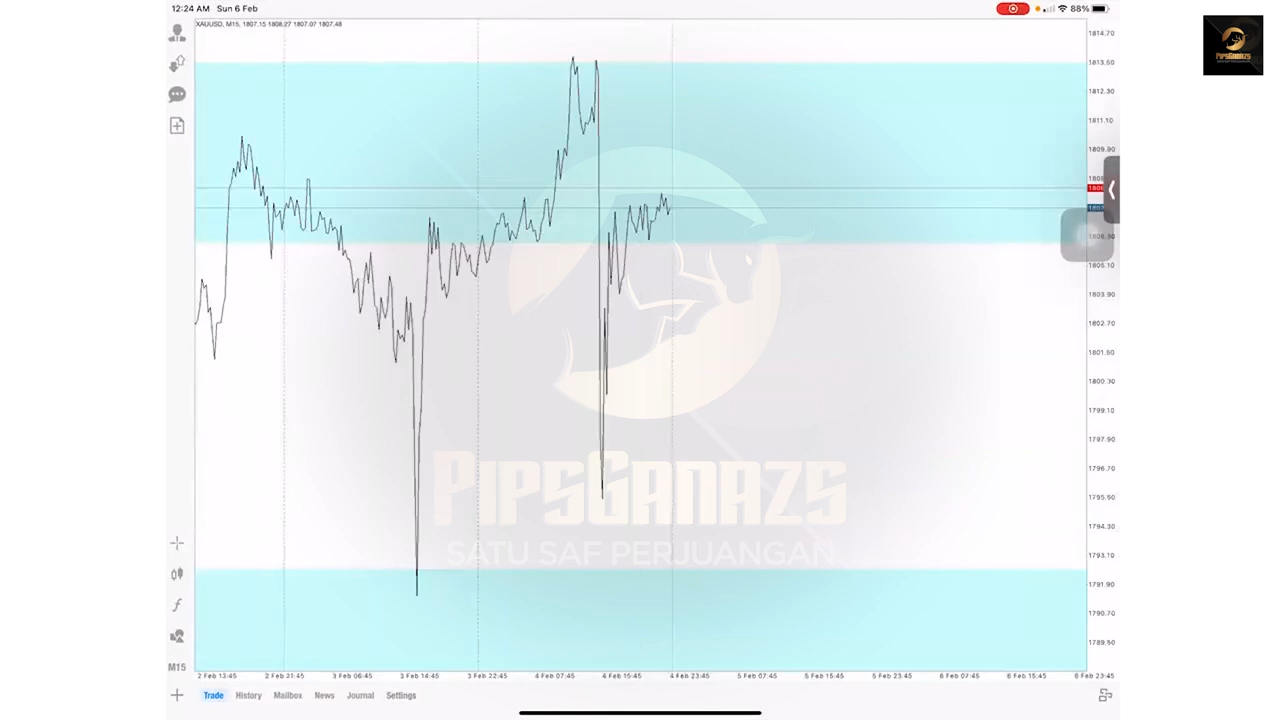 12:24 AM Sun 6 Feb
88%
XAUUSD, M15, 1807.15 1808.27 1807.07 1807.48
1814.70
1813.50
1812.30
1811.10
1809.90
1808.30
1805.10
1803.90
1802.70
1801.50
1800.30
1799.10
1797.90
1796.70
1795.50
1794.30
1793.10
1791.90
1790.70
1789.50
PIPSGANAZS
SATU SAF PERJUANGAN
PIPSGANAZS
M15
2 Feb 13:45
2 Feb 21:45
3 Feb 06:45
3 Feb 14:45
3 Feb 22:45
4 Feb 07:45
4 Feb 15:45
4 Feb 23:45
5 Feb 07:45
5 Feb 15:45
5 Feb 23:45
6 Feb 07:45
6 Feb 15:45
6 Feb 23:45
Trade
History
Mailbox
News
Journal
Settings